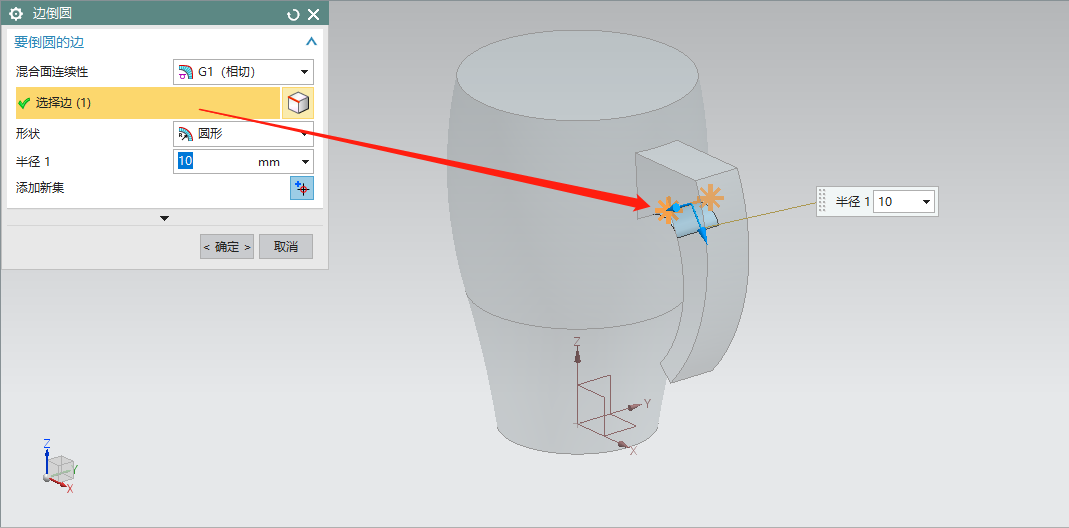 边倒圆
要倒圆的边
混合面连续性 G1（相切）
选择边 (1)
形状 R 圆形
半径 1 10 mm
添加新集
< 确定 > 取消
半径 1 10
Z
Y
X
Z
Y
X